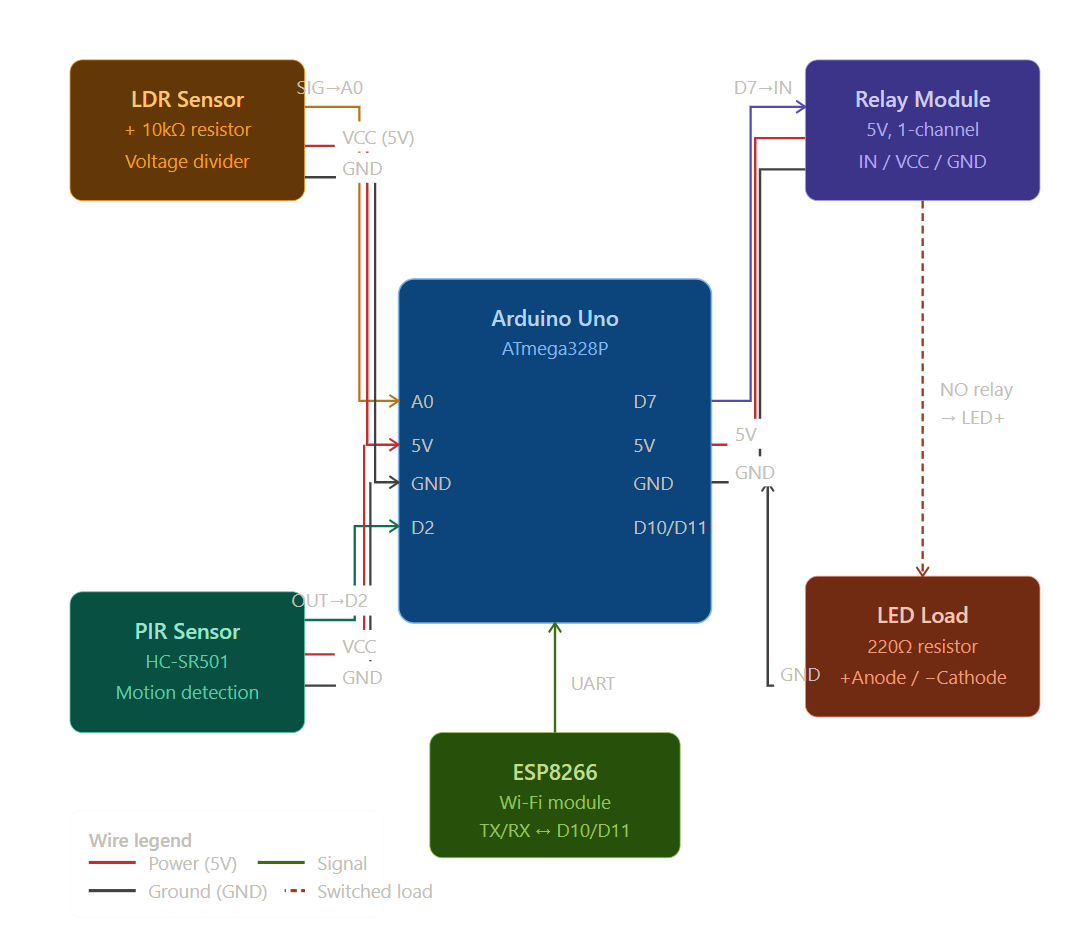 LDR Sensor
+ 10kΩ resistor
Voltage divider
SIG→A0
VCC (5V)
GND
D7→IN
Relay Module
5V, 1-channel
IN / VCC / GND
Arduino Uno
ATmega328P
A0
5V
GND
D2
D7
5V
GND
D10/D11
5V
GND
NO relay
→ LED+
OUT→D2
VCC
GND
PIR Sensor
HC-SR501
Motion detection
UART
GND
LED Load
220Ω resistor
+Anode / −Cathode
ESP8266
Wi-Fi module
TX/RX ↔ D10/D11
Wire legend
Power (5V)
Signal
Ground (GND)
Switched load